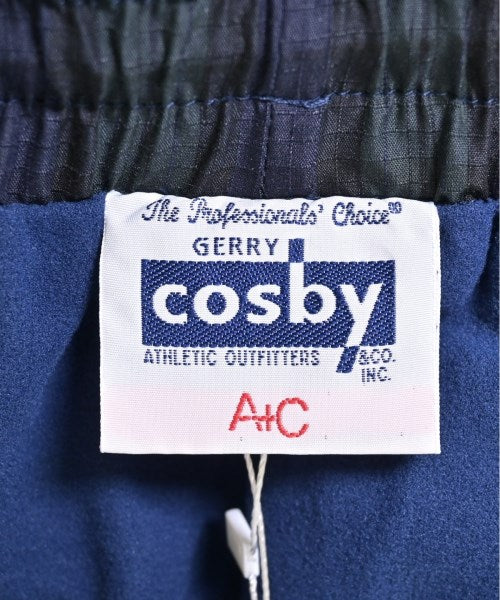 The Professionals' Choice®
GERRY
cosby
ATHLETIC OUTFITTERS &CO.
INC.
A+C